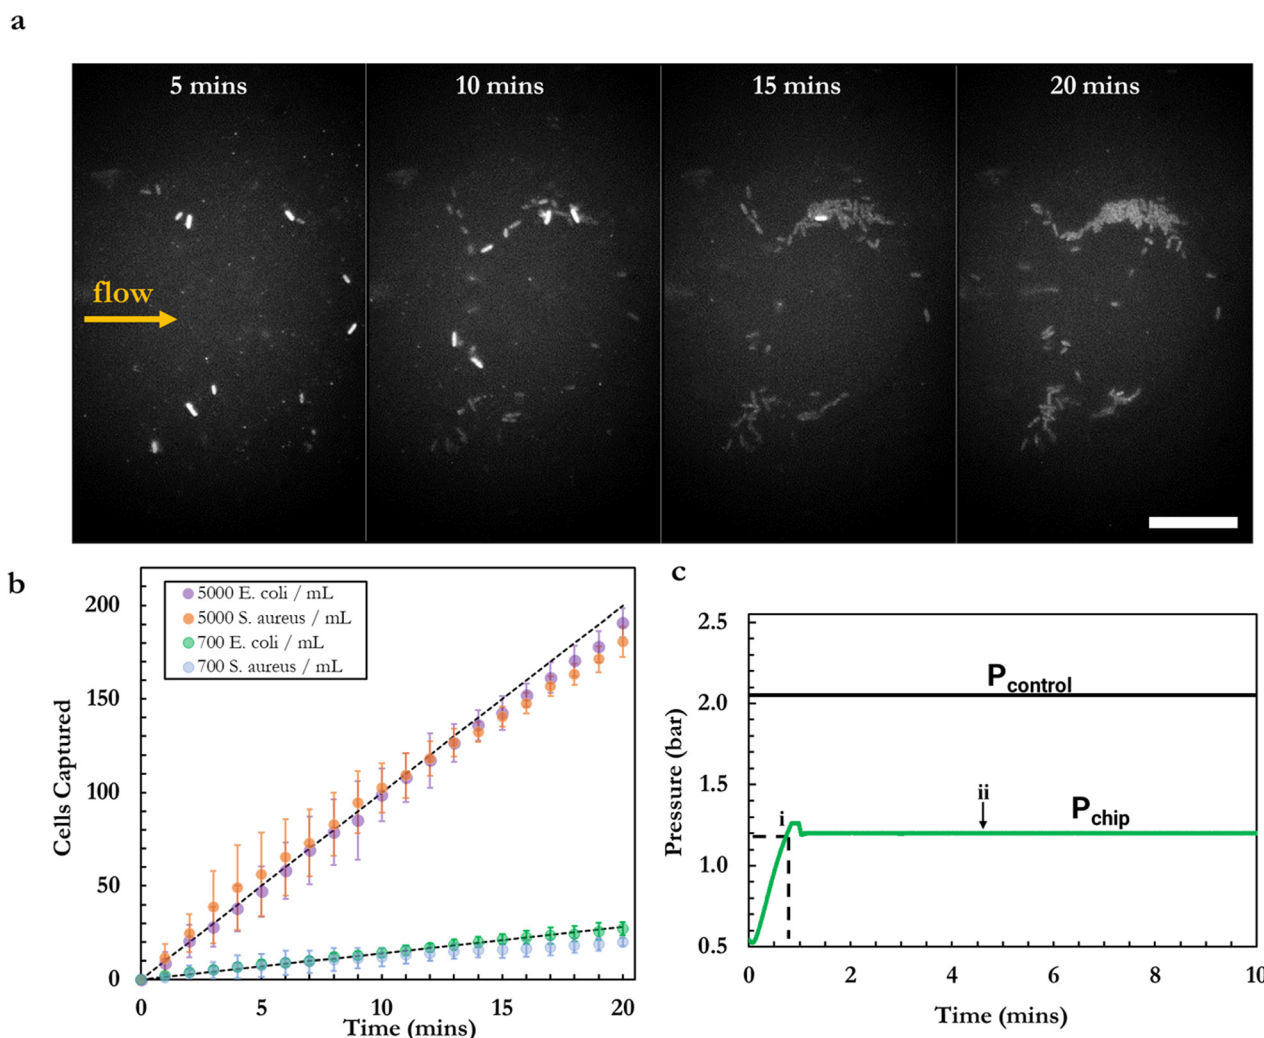 a
5 mins
10 mins
15 mins
20 mins
flow
b
200
150
100
50
0
Cells Captured
5000 E. coli / mL
5000 S. aureus / mL
700 E. coli / mL
700 S. aureus / mL
0
5
10
15
20
Time (mins)
c
2.5
2.0
1.5
1.0
0.5
Pressure (bar)
Pcontrol
i
ii
Pchip
0
2
4
6
8
10
Time (mins)